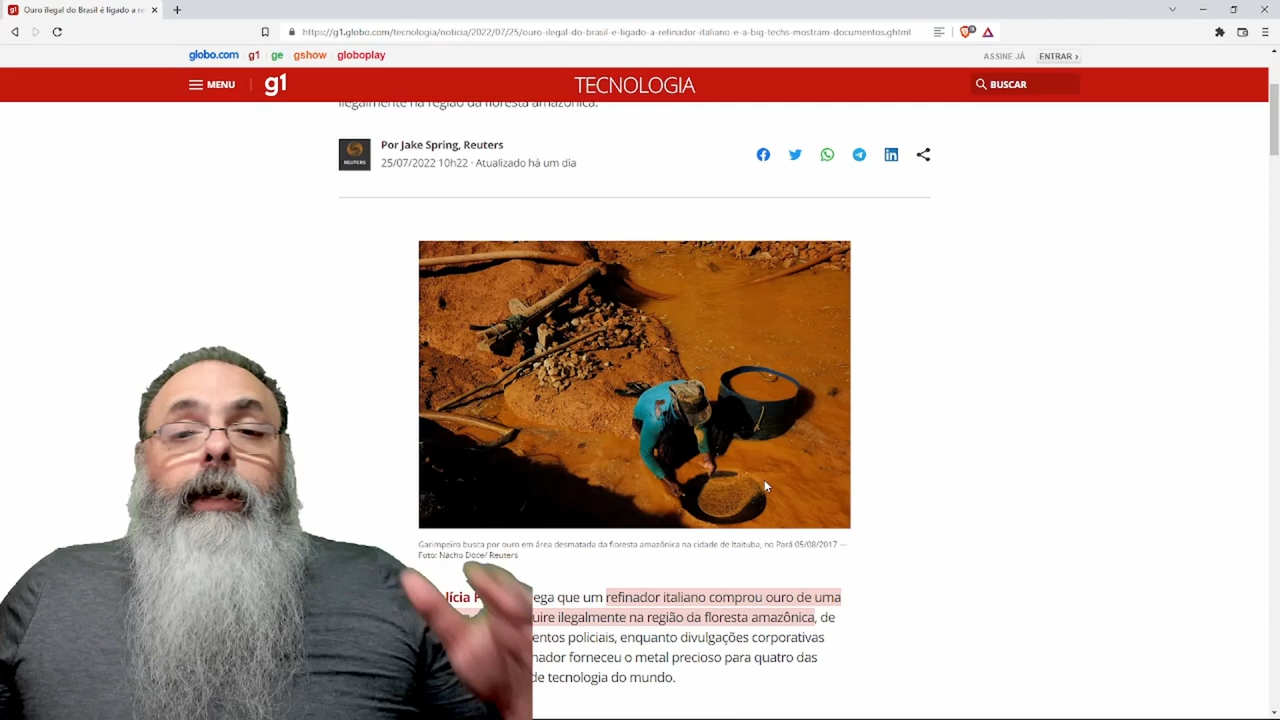 Ouro ilegal do Brasil é ligado a re
https://g1.globo.com/tecnologia/noticia/2022/07/25/ouro-ilegal-do-brasil-e-ligado-a-refinador-italiano-e-a-big-techs-mostram-documentos.ghtml
globo.com g1 ge gshow globoplay ASSINE JÁ ENTRAR ›
MENU g1 TECNOLOGIA BUSCAR
ilegalmente na região da floresta amazônica.
Por Jake Spring, Reuters
REUTERS
25/07/2022 10h22 · Atualizado há um dia
Garimpeiro busca por ouro em área desmatada da floresta amazônica na cidade de Itaituba, no Pará 05/08/2017 —
Foto: Nacho Doce/ Reuters
lícia ega que um refinador italiano comprou ouro de uma
uire ilegalmente na região da floresta amazônica, de
entos policiais, enquanto divulgações corporativas
nador forneceu o metal precioso para quatro das
de tecnologia do mundo.